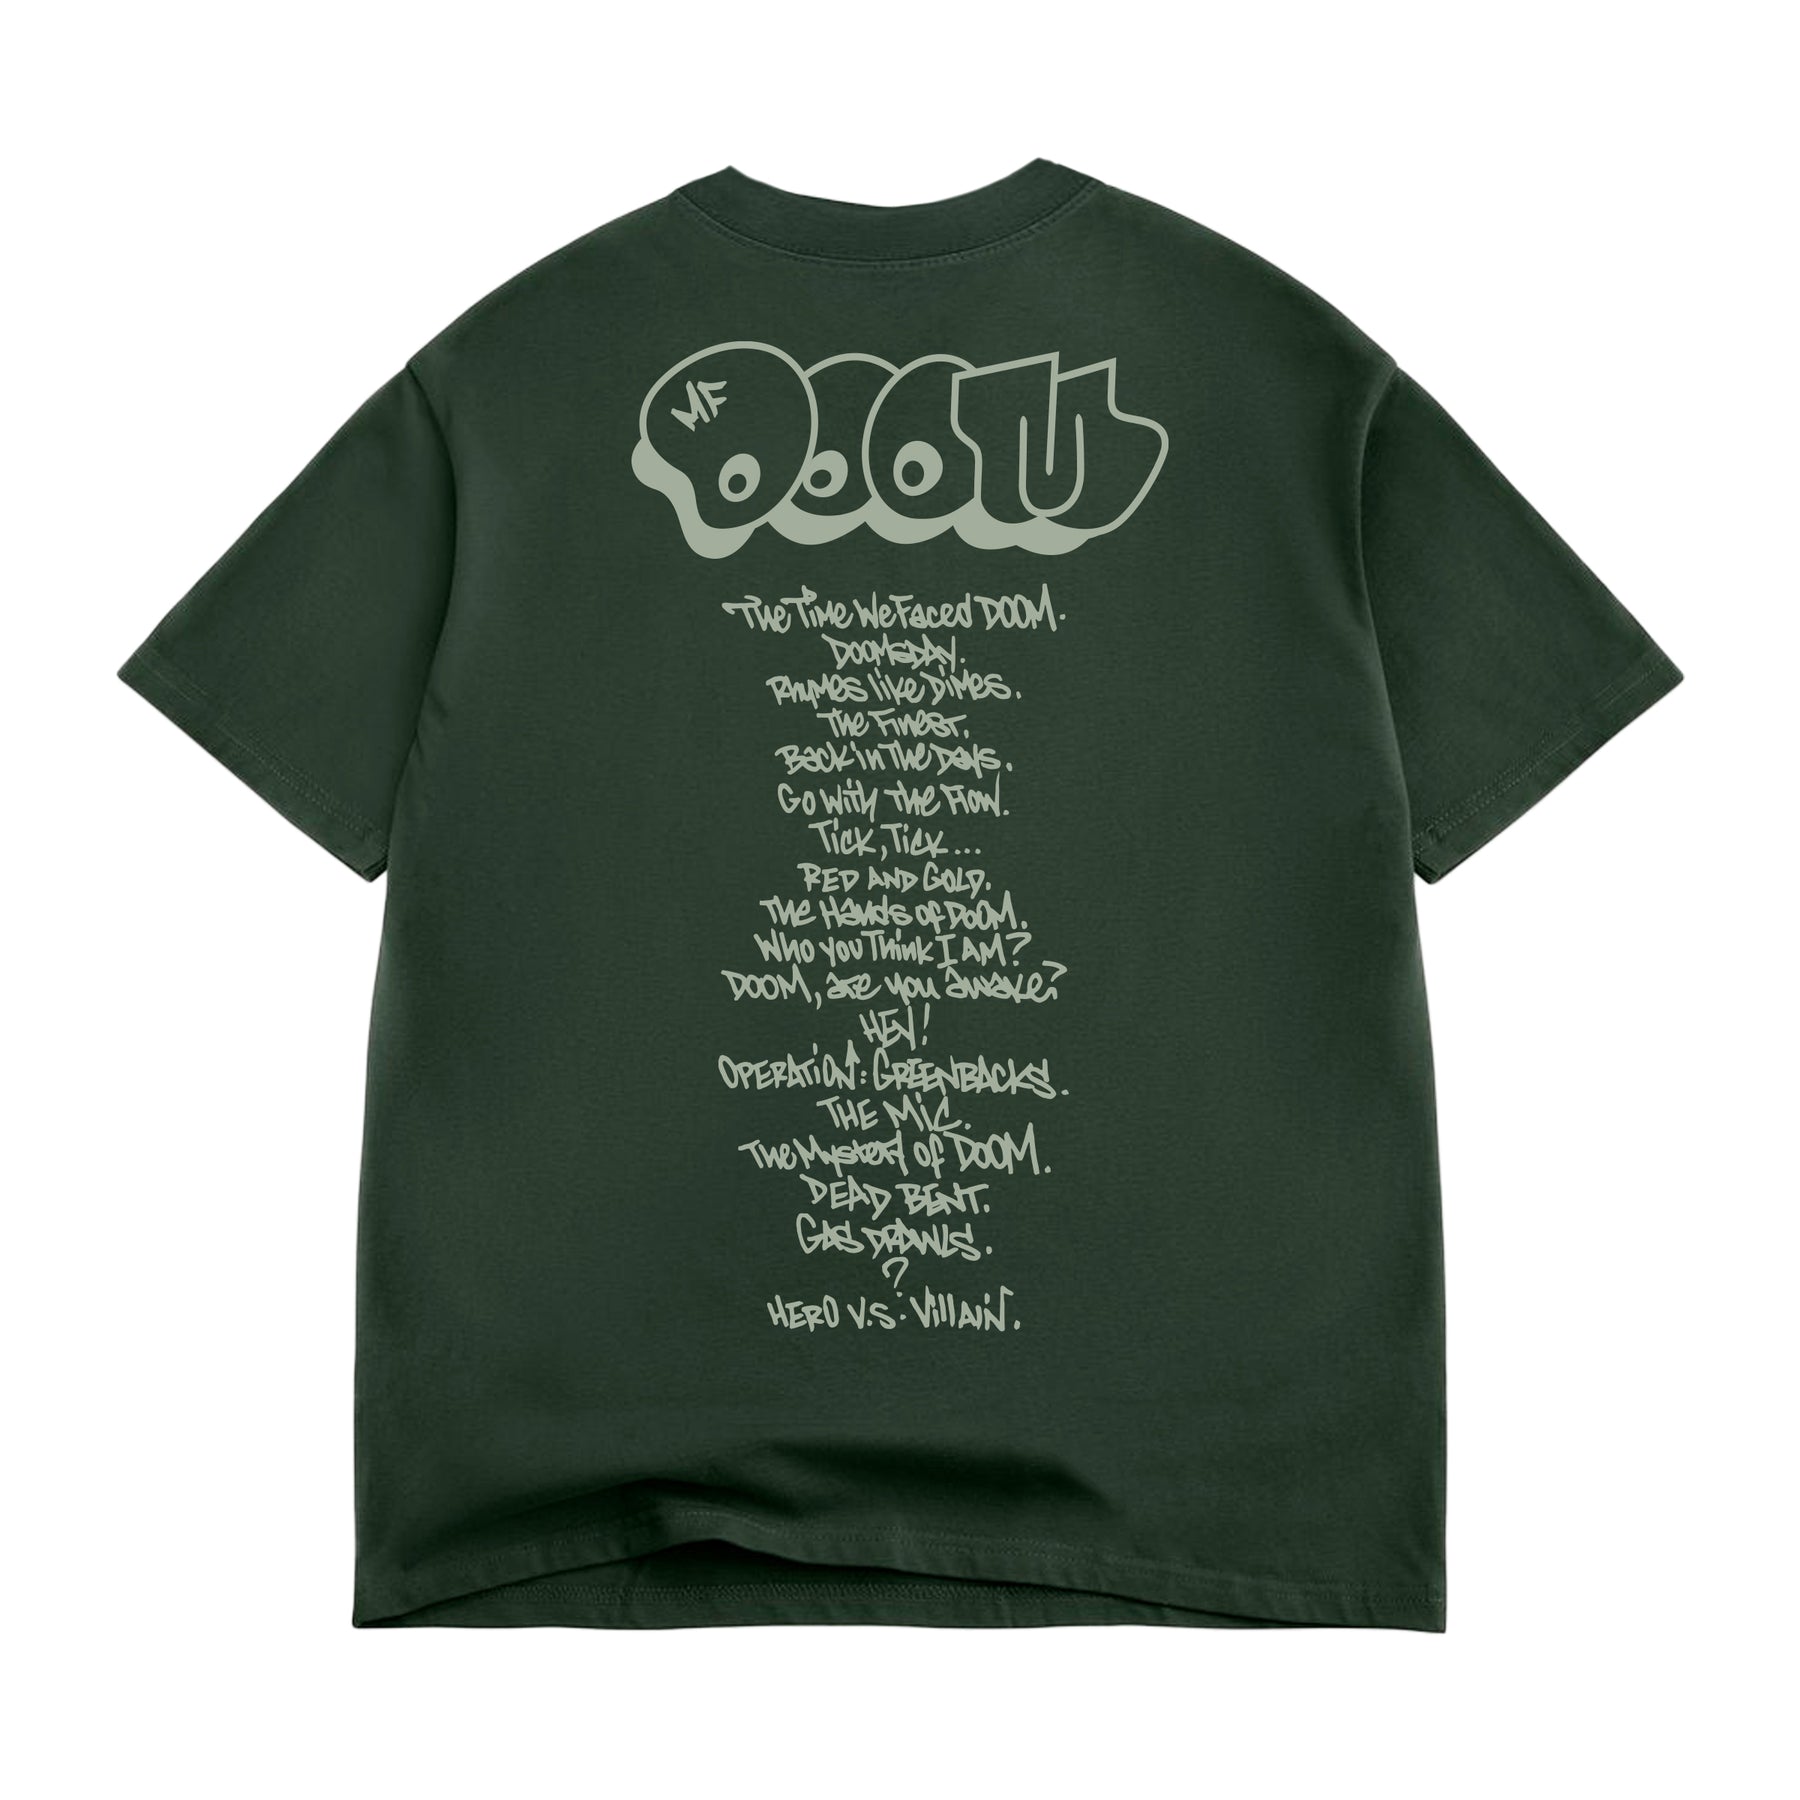 MF DOOM
The Time We Faced DOOM.
DOOMSDAY.
Rhymes like Dimes.
The Finest.
Back in The Days.
Go with the Flow.
Tick, Tick...
RED AND GOLD.
The Hands of DOOM.
Who you Think I AM?
DOOM, are you awake?
HEY!
OPERATION: GREENBACKS.
THE MIC.
The Mystery of DOOM.
DEAD BENT.
GAS DRAWLS.
?
HERO V.S. VillAIN.